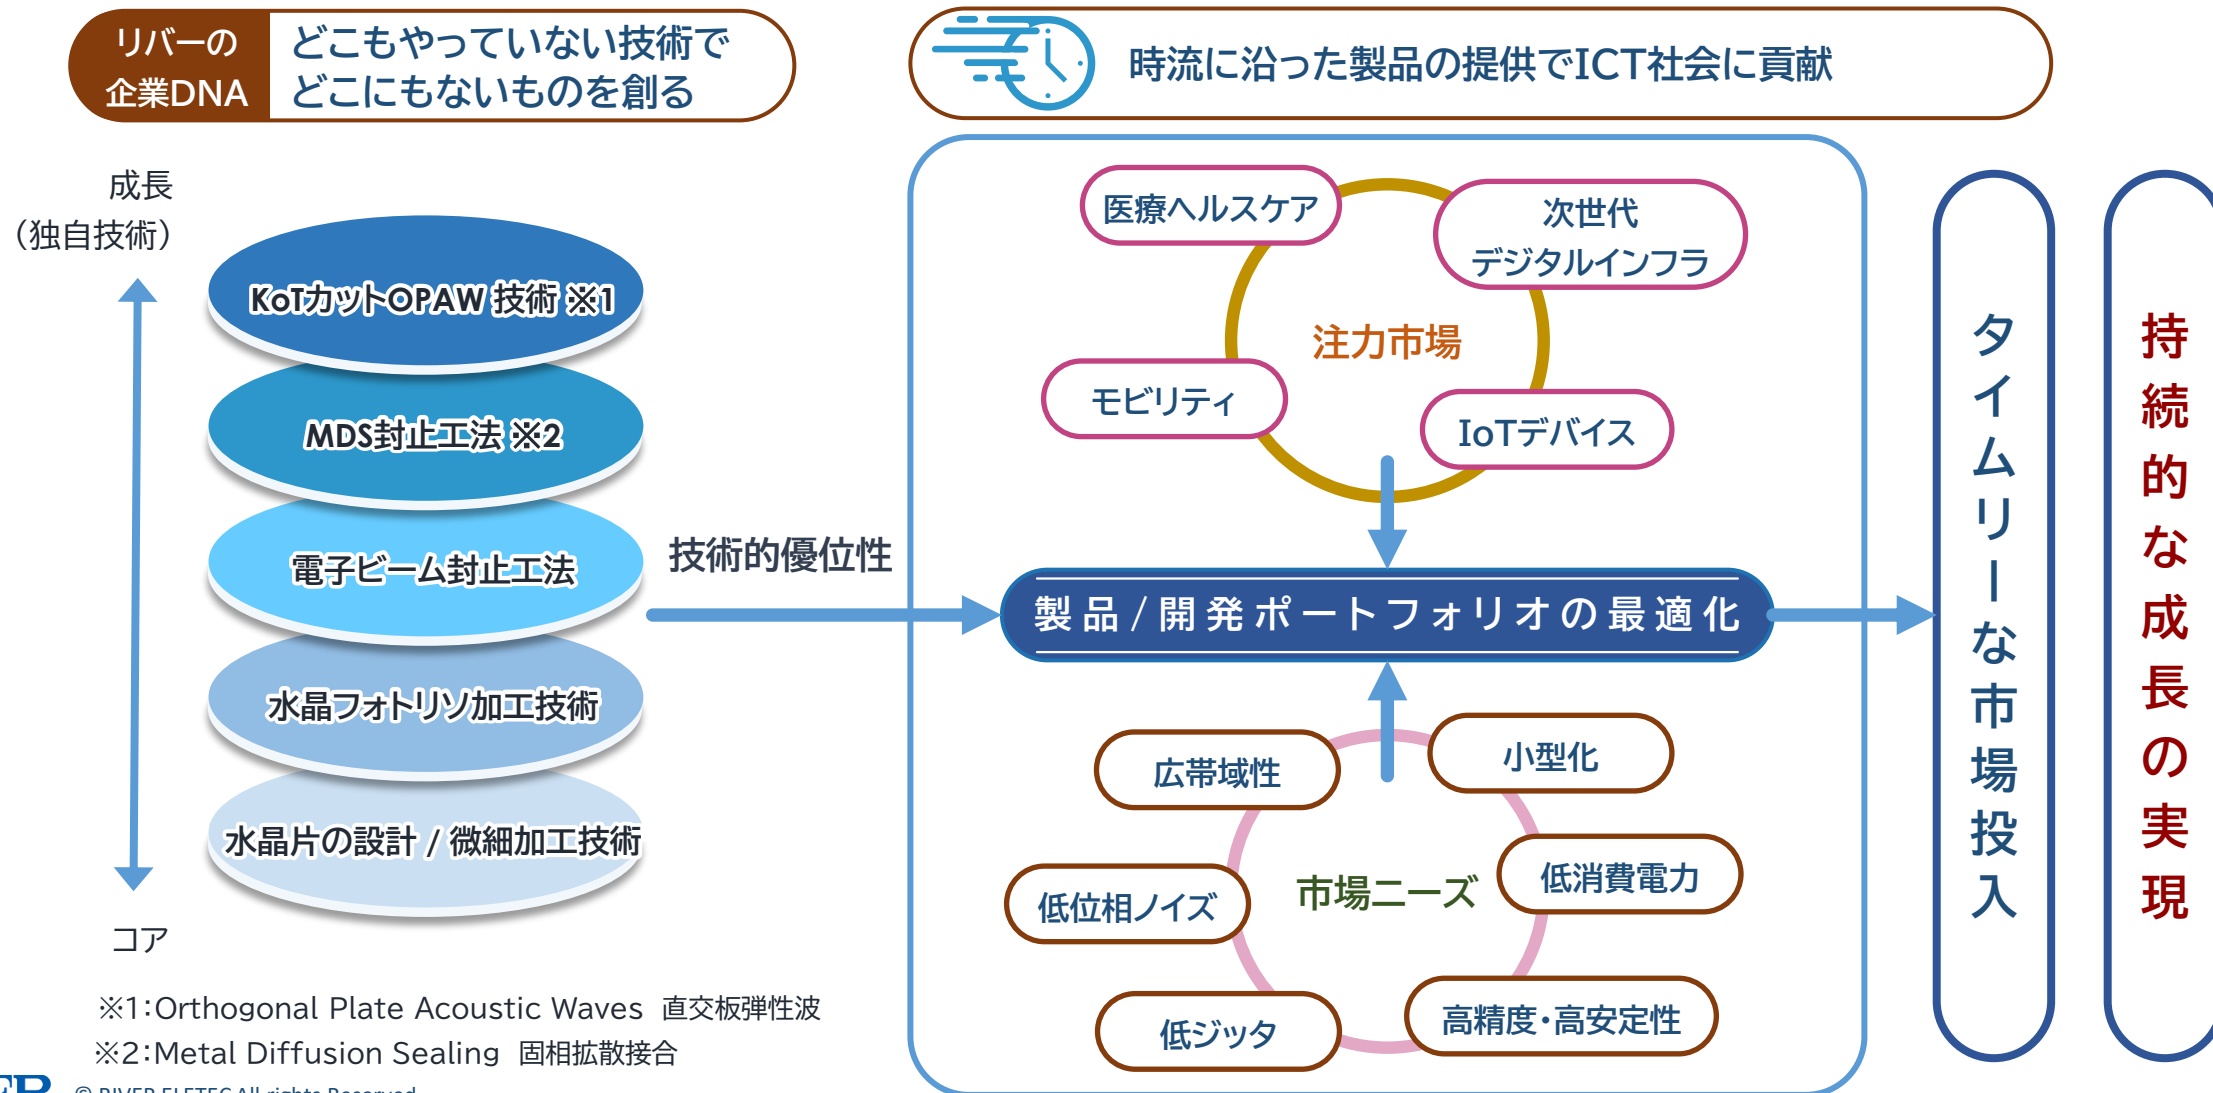 リバーの
企業DNA
どこもやっていない技術で
どこにもないものを創る
時流に沿った製品の提供でICT社会に貢献
成長
（独自技術）
KoTカットOPAW 技術 ※1
MDS封止工法 ※2
電子ビーム封止工法
水晶フォトリソ加工技術
水晶片の設計 / 微細加工技術
コア
※1：Orthogonal Plate Acoustic Waves 直交板弾性波
※2：Metal Diffusion Sealing 固相拡散接合
技術的優位性
医療ヘルスケア
次世代
デジタルインフラ
注力市場
モビリティ
IoTデバイス
製品/開発ポートフォリオの最適化
広帯域性
小型化
低位相ノイズ
市場ニーズ
低消費電力
低ジッタ
高精度・高安定性
タイムリーな市場投入
持続的な成長の実現
© RIVER ELETEC All rights Reserved